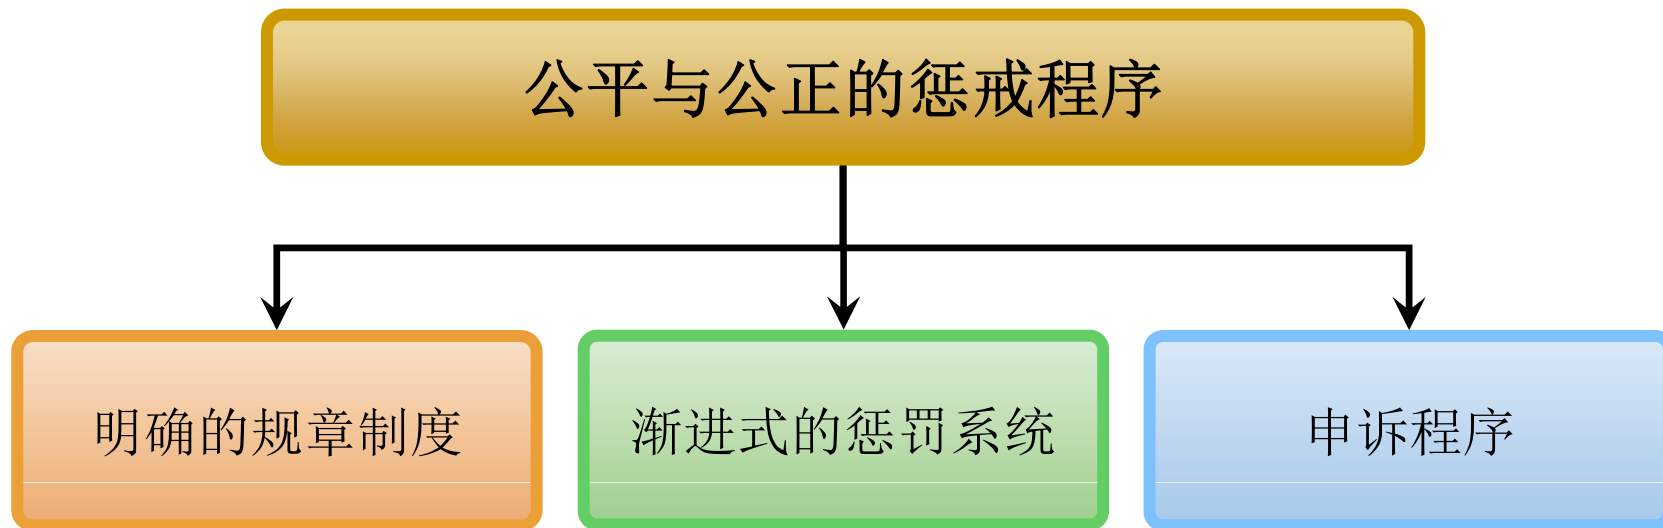 公平与公正的惩戒程序
明确的规章制度
渐进式的惩罚系统
申诉程序